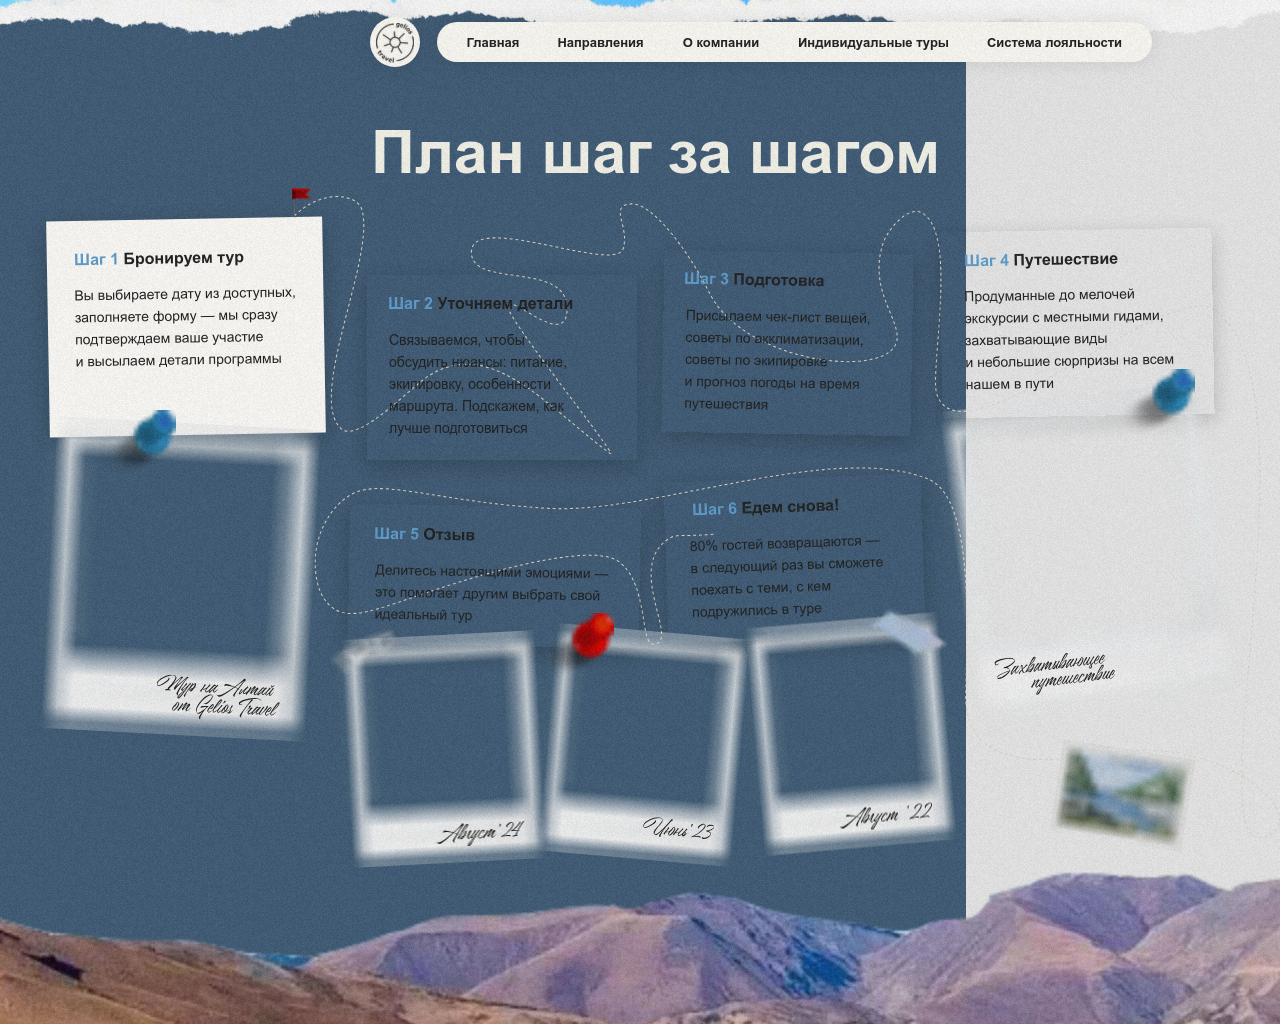 gelios
travel
Главная
Направления
О компании
Индивидуальные туры
Система лояльности
План шаг за шагом
Шаг 1 Бронируем тур
Вы выбираете дату из доступных,
заполняете форму — мы сразу
подтверждаем ваше участие
и высылаем детали программы
Шаг 2 Уточняем детали
Связываемся, чтобы
обсудить нюансы: питание,
экипировку, особенности
маршрута. Подскажем, как
лучше подготовиться
Шаг 3 Подготовка
Присылаем чек-лист вещей,
советы по акклиматизации,
советы по экипировке
и прогноз погоды на время
путешествия
Шаг 4 Путешествие
Продуманные до мелочей
экскурсии с местными гидами,
захватывающие виды
и небольшие сюрпризы на всем
нашем в пути
Шаг 5 Отзыв
Делитесь настоящими эмоциями —
это помогает другим выбрать свой
идеальный тур
Шаг 6 Едем снова!
80% гостей возвращаются —
в следующий раз вы сможете
поехать с теми, с кем
подружились в туре
Тур на Алтай
от Gelios Travel
Захватывающее
путешествие
Август' 24
Июнь' 23
Август ' 22